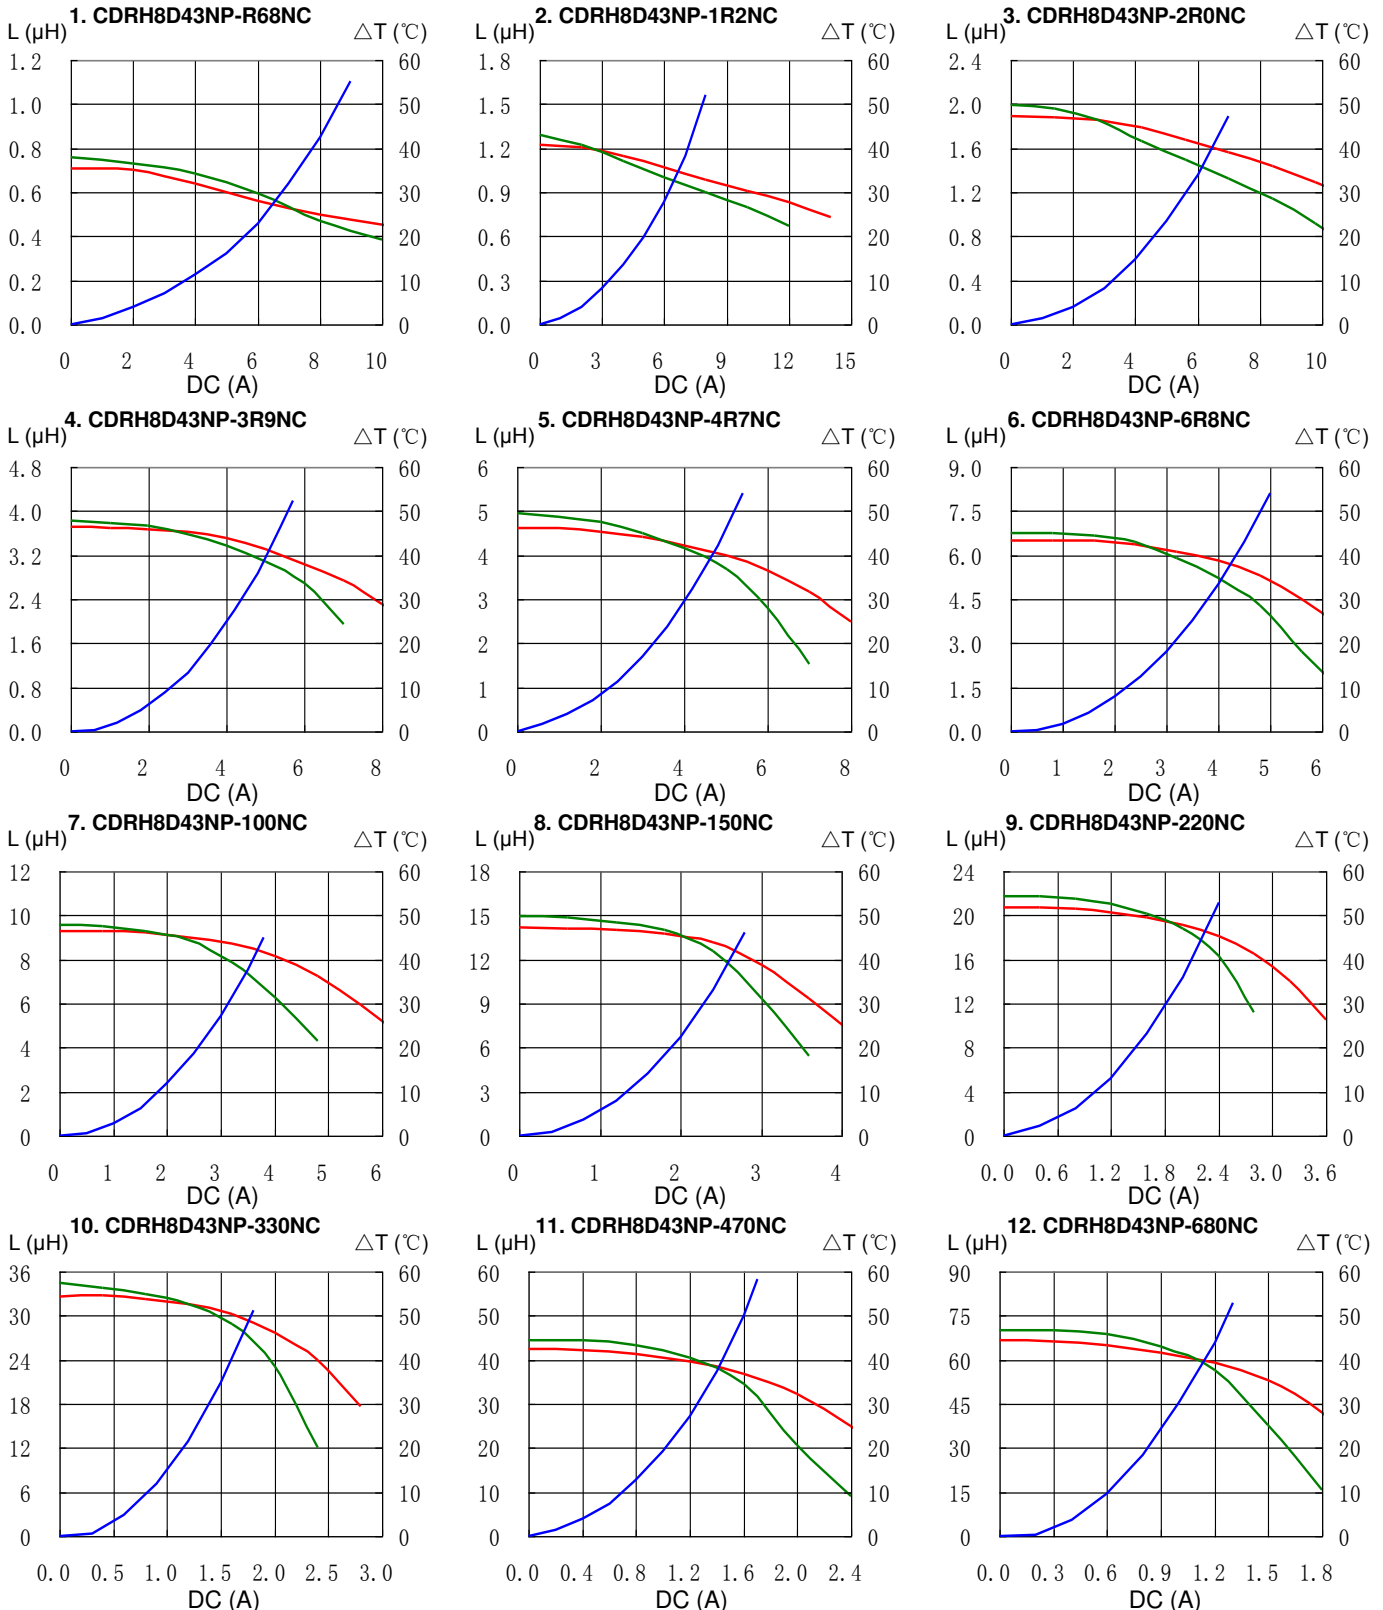 1. CDRH8D43NP-R68NC
L (µH) △T (℃)
1.2 60
1.0 50
0.8 40
0.6 30
0.4 20
0.2 10
0.0 0
0 2 4 6 8 10
DC (A)
2. CDRH8D43NP-1R2NC
L (µH) △T (℃)
1.8 60
1.5 50
1.2 40
0.9 30
0.6 20
0.3 10
0.0 0
0 3 6 9 12 15
DC (A)
3. CDRH8D43NP-2R0NC
L (µH) △T (℃)
2.4 60
2.0 50
1.6 40
1.2 30
0.8 20
0.4 10
0.0 0
0 2 4 6 8 10
DC (A)
4. CDRH8D43NP-3R9NC
L (µH) △T (℃)
4.8 60
4.0 50
3.2 40
2.4 30
1.6 20
0.8 10
0.0 0
0 2 4 6 8
DC (A)
5. CDRH8D43NP-4R7NC
L (µH) △T (℃)
6 60
5 50
4 40
3 30
2 20
1 10
0 0
0 2 4 6 8
DC (A)
6. CDRH8D43NP-6R8NC
L (µH) △T (℃)
9.0 60
7.5 50
6.0 40
4.5 30
3.0 20
1.5 10
0.0 0
0 1 2 3 4 5 6
DC (A)
7. CDRH8D43NP-100NC
L (µH) △T (℃)
12 60
10 50
8 40
6 30
4 20
2 10
0 0
0 1 2 3 4 5 6
DC (A)
8. CDRH8D43NP-150NC
L (µH) △T (℃)
18 60
15 50
12 40
9 30
6 20
3 10
0 0
0 1 2 3 4
DC (A)
9. CDRH8D43NP-220NC
L (µH) △T (℃)
24 60
20 50
16 40
12 30
8 20
4 10
0 0
0.0 0.6 1.2 1.8 2.4 3.0 3.6
DC (A)
10. CDRH8D43NP-330NC
L (µH) △T (℃)
36 60
30 50
24 40
18 30
12 20
6 10
0 0
0.0 0.5 1.0 1.5 2.0 2.5 3.0
DC (A)
11. CDRH8D43NP-470NC
L (µH) △T (℃)
60 60
50 50
40 40
30 30
20 20
10 10
0 0
0.0 0.4 0.8 1.2 1.6 2.0 2.4
DC (A)
12. CDRH8D43NP-680NC
L (µH) △T (℃)
90 60
75 50
60 40
45 30
30 20
15 10
0 0
0.0 0.3 0.6 0.9 1.2 1.5 1.8
DC (A)